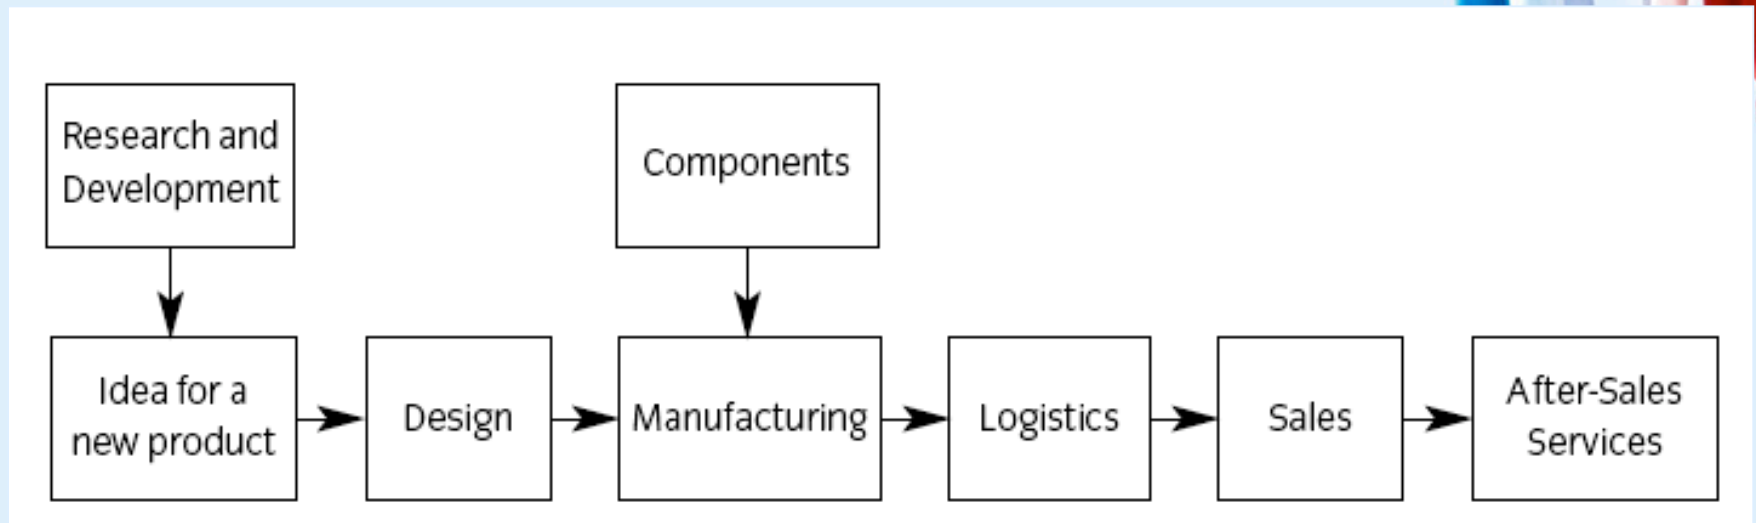 Research and
Development
Components
Idea for a
new product
Design
Manufacturing
Logistics
Sales
After-Sales
Services